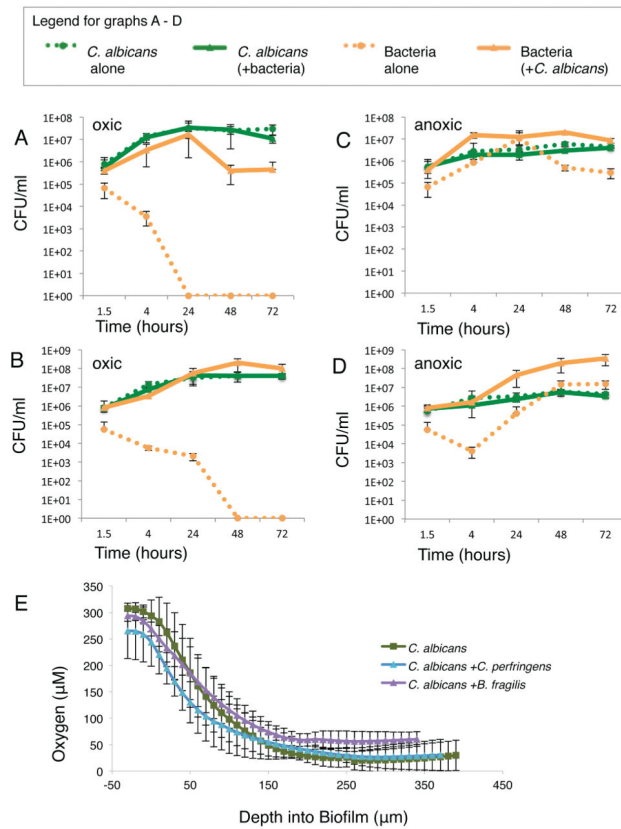 Legend for graphs A - D
C. albicans alone
C. albicans (+bacteria)
Bacteria alone
Bacteria (+C. albicans)
A
oxic
1E+08
1E+07
1E+06
1E+05
1E+04
1E+03
1E+02
1E+01
1E+00
CFU/ml
1.5 4 24 48 72
Time (hours)
C
anoxic
1E+08
1E+07
1E+06
1E+05
1E+04
1E+03
1E+02
1E+01
1E+00
CFU/ml
1.5 4 24 48 72
Time (hours)
B
oxic
1E+09
1E+08
1E+07
1E+06
1E+05
1E+04
1E+03
1E+02
1E+01
1E+00
CFU/ml
1.5 4 24 48 72
Time (hours)
D
anoxic
1E+09
1E+08
1E+07
1E+06
1E+05
1E+04
1E+03
1E+02
1E+01
1E+00
CFU/ml
1.5 4 24 48 72
Time (hours)
E
350
300
250
200
150
100
50
0
Oxygen (µM)
C. albicans
C. albicans +C. perfringens
C. albicans +B. fragilis
-50 50 150 250 350 450
Depth into Biofilm (µm)